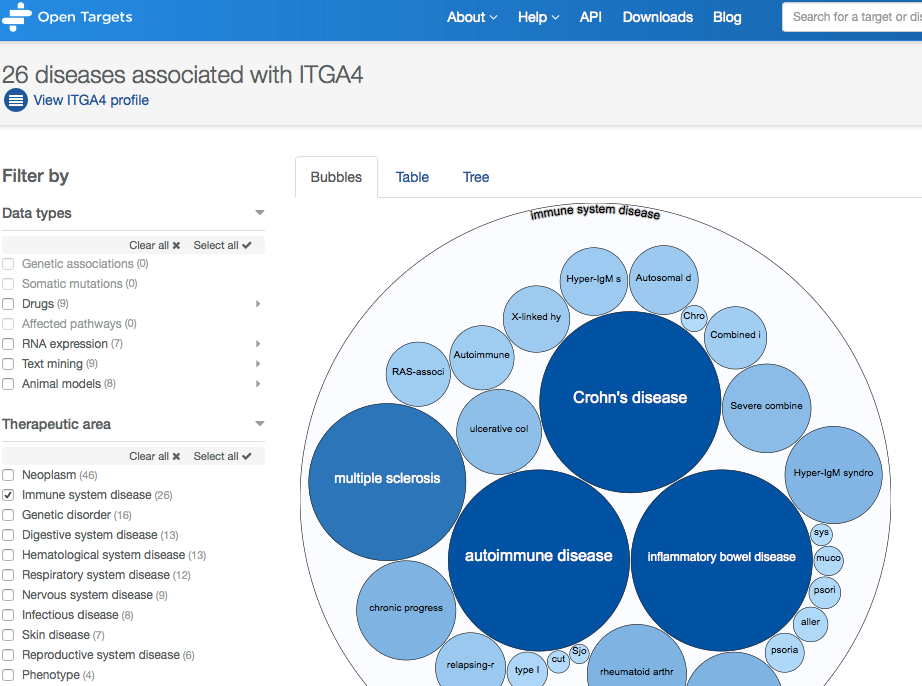 Open Targets
About Help API Downloads Blog
Search for a target or dis
26 diseases associated with ITGA4
View ITGA4 profile
Filter by
Data types
Clear all ✖ Select all ✔
Genetic associations (0)
Somatic mutations (0)
Drugs (9)
Affected pathways (0)
RNA expression (7)
Text mining (9)
Animal models (8)
Therapeutic area
Clear all ✖ Select all ✔
Neoplasm (46)
Immune system disease (26)
Genetic disorder (16)
Digestive system disease (13)
Hematological system disease (13)
Respiratory system disease (12)
Nervous system disease (9)
Infectious disease (8)
Skin disease (7)
Reproductive system disease (6)
Phenotype (4)
Bubbles Table Tree
immune system disease
Hyper-IgM s
Autosomal d
X-linked hy
Chro
Combined i
Autoimmune
RAS-associ
Crohn's disease
Severe combine
ulcerative col
multiple sclerosis
Hyper-IgM syndro
sys
autoimmune disease
inflammatory bowel disease
muco
psori
chronic progress
aller
psoria
Sjo
cut
relapsing-r
type I
rheumatoid arthr